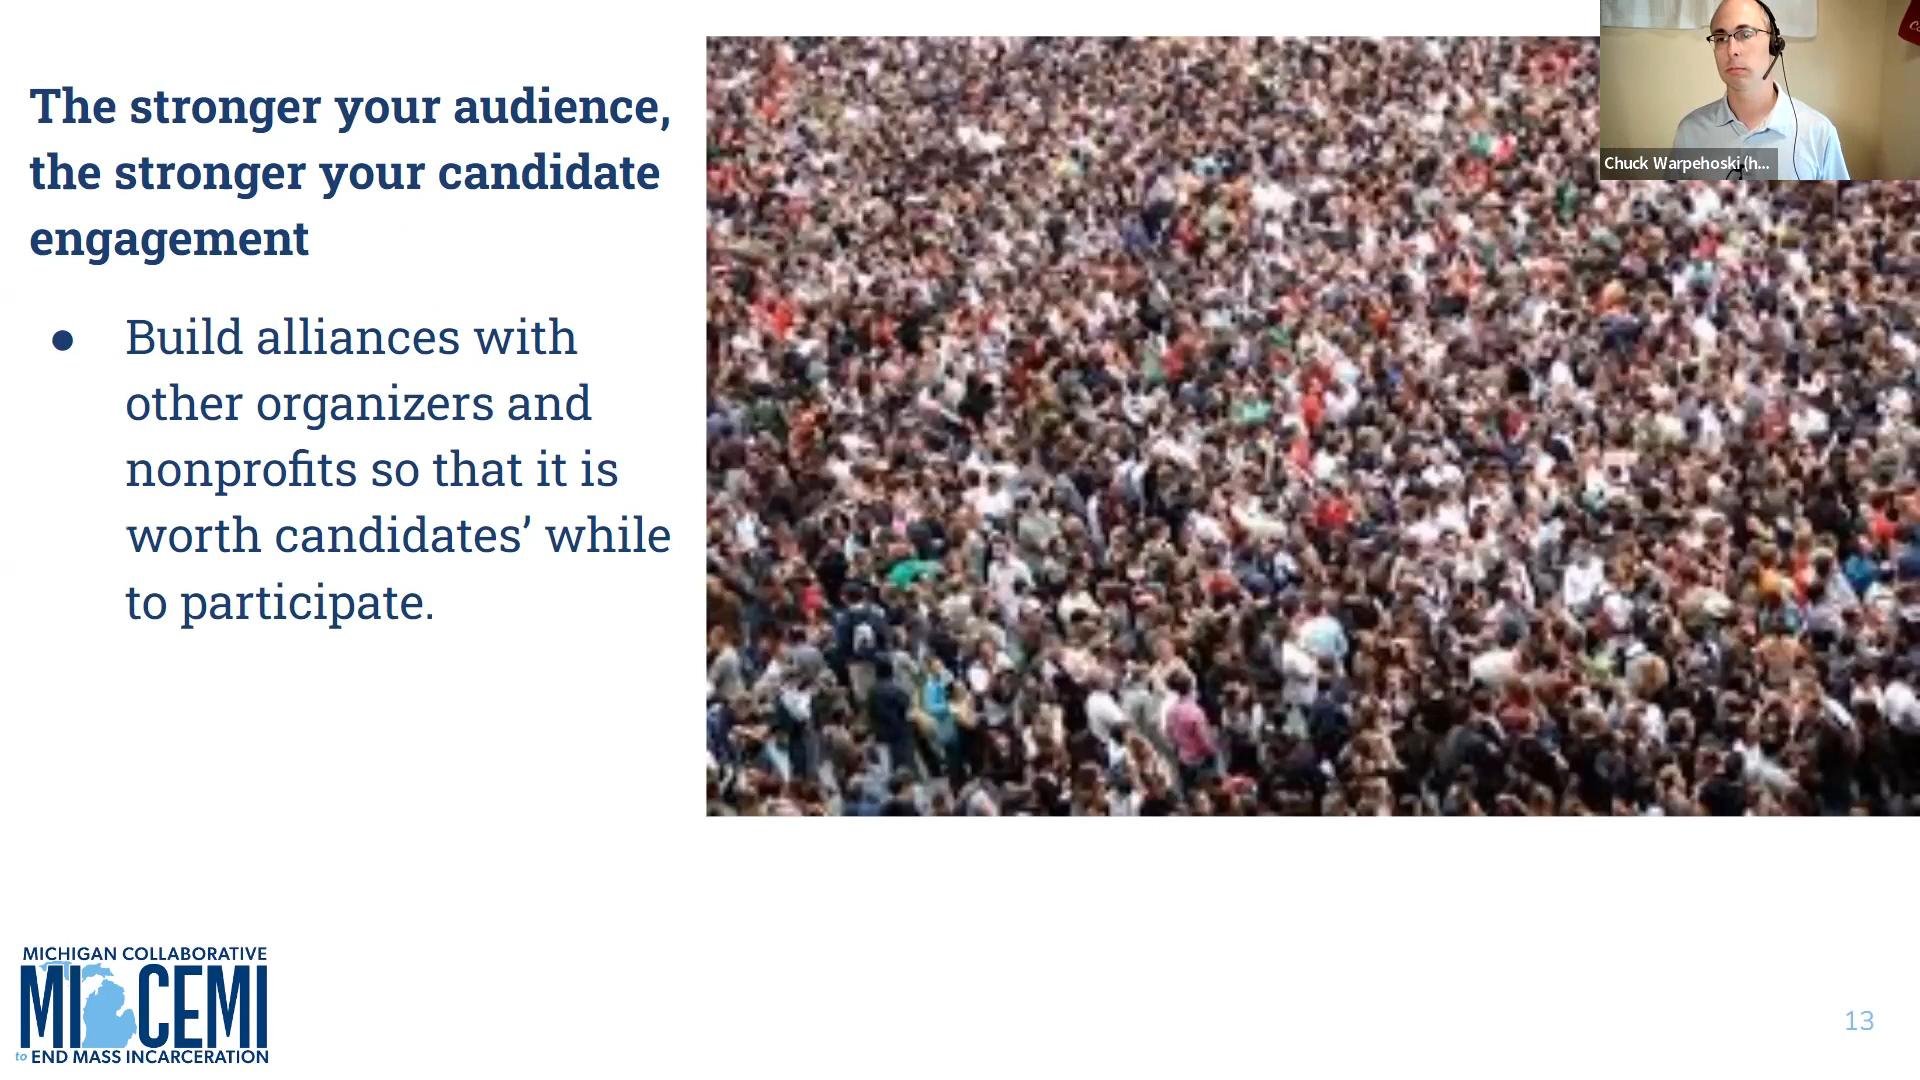 The stronger your audience,
the stronger your candidate
engagement
● Build alliances with
other organizers and
nonprofits so that it is
worth candidates’ while
to participate.
Chuck Warpehoski (h...
MICHIGAN COLLABORATIVE
MI CEMI
to END MASS INCARCERATION
13